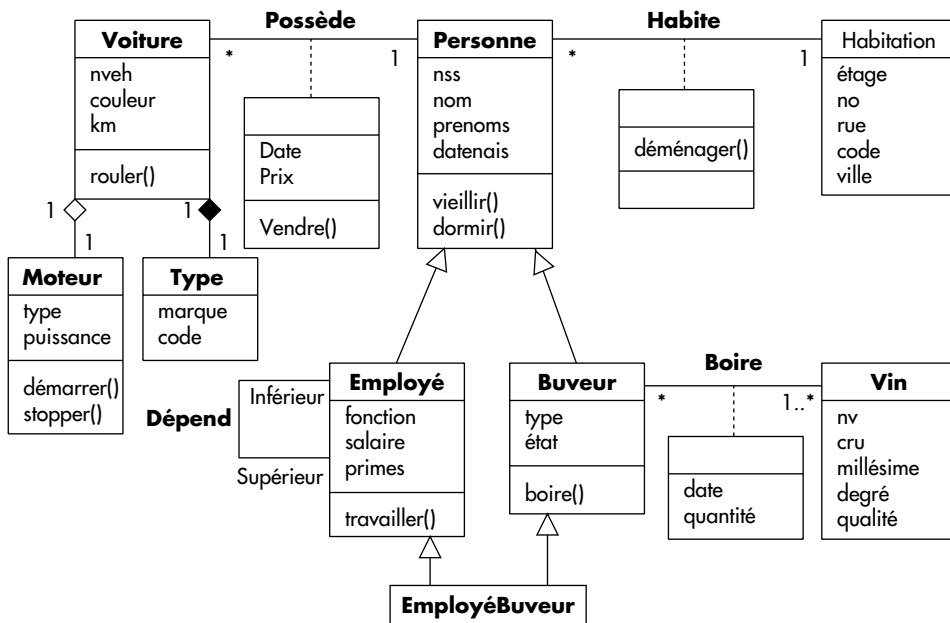 Possède
Habite
Voiture
nveh
couleur
km
rouler()
*
1
Date
Prix
Vendre()
Personne
nss
nom
prenoms
datenais
vieillir()
dormir()
*
1
déménager()
Habitation
étage
no
rue
code
ville
1
1
1
1
Moteur
type
puissance
démarrer()
stopper()
Type
marque
code
Dépend
Inférieur
Supérieur
Employé
fonction
salaire
primes
travailler()
Buveur
type
état
boire()
Boire
*
1..*
date
quantité
Vin
nv
cru
millésime
degré
qualité
EmployéBuveur